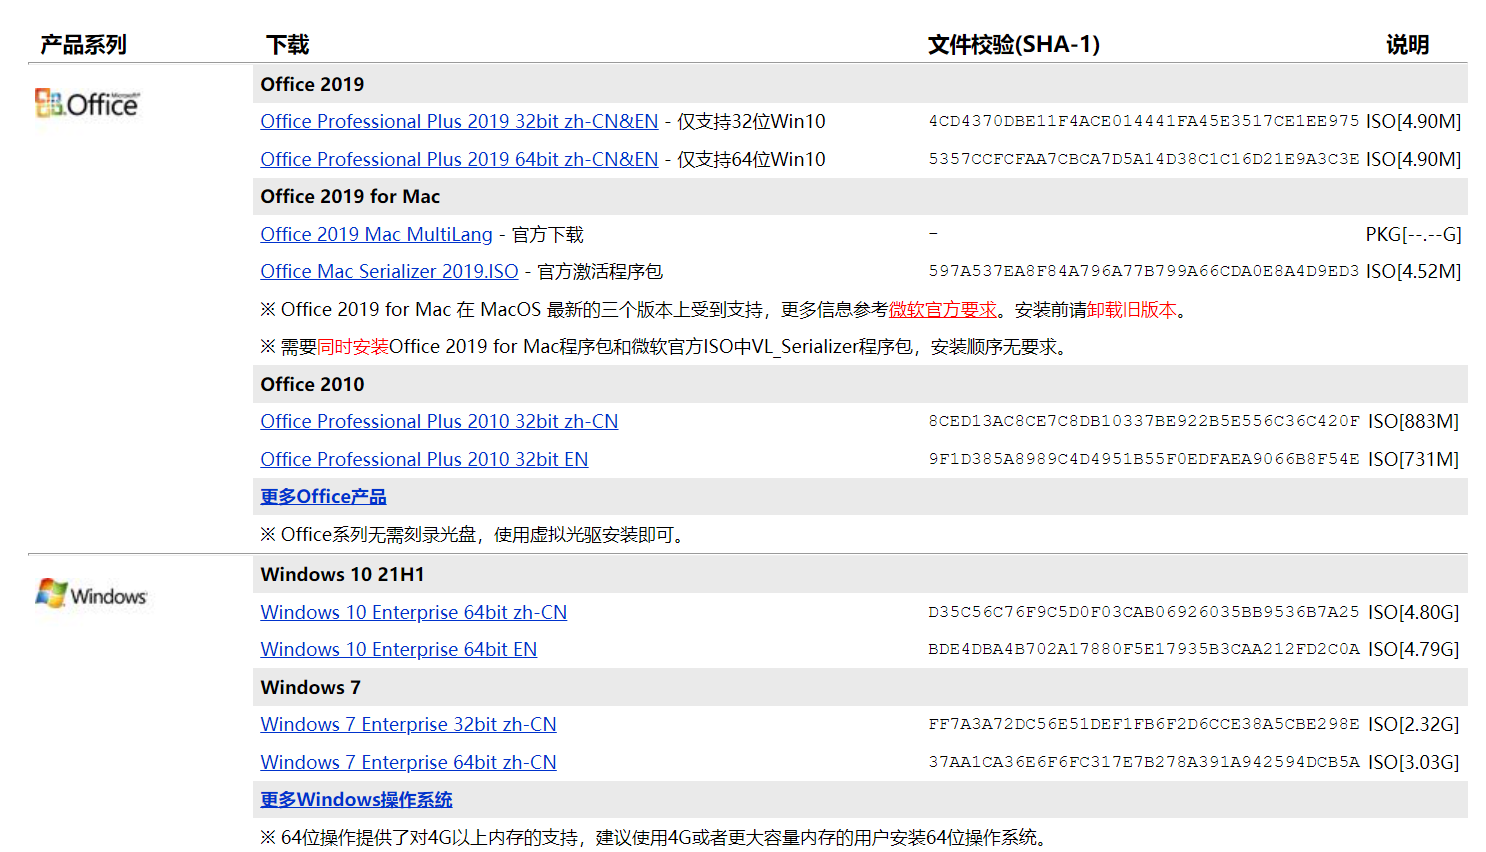 产品系列 下载 文件校验(SHA-1) 说明
Microsoft Office
Office 2019
Office Professional Plus 2019 32bit zh-CN&EN - 仅支持32位Win10 4CD4370DBE11F4ACE014441FA45E3517CE1EE975 ISO[4.90M]
Office Professional Plus 2019 64bit zh-CN&EN - 仅支持64位Win10 5357CCFCFAA7CBCA7D5A14D38C1C16D21E9A3C3E ISO[4.90M]
Office 2019 for Mac
Office 2019 Mac MultiLang - 官方下载 - PKG[--.--G]
Office Mac Serializer 2019.ISO - 官方激活程序包 597A537EA8F84A796A77B799A66CDA0E8A4D9ED3 ISO[4.52M]
※ Office 2019 for Mac 在 MacOS 最新的三个版本上受到支持，更多信息参考微软官方要求。安装前请卸载旧版本。
※ 需要同时安装Office 2019 for Mac程序包和微软官方ISO中VL_Serializer程序包，安装顺序无要求。
Office 2010
Office Professional Plus 2010 32bit zh-CN 8CED13AC8CE7C8DB10337BE922B5E556C36C420F ISO[883M]
Office Professional Plus 2010 32bit EN 9F1D385A8989C4D4951B55F0EDFAEA9066B8F54E ISO[731M]
更多Office产品
※ Office系列无需刻录光盘，使用虚拟光驱安装即可。
Windows
Windows 10 21H1
Windows 10 Enterprise 64bit zh-CN D35C56C76F9C5D0F03CAB06926035BB9536B7A25 ISO[4.80G]
Windows 10 Enterprise 64bit EN BDE4DBA4B702A17880F5E17935B3CAA212FD2C0A ISO[4.79G]
Windows 7
Windows 7 Enterprise 32bit zh-CN FF7A3A72DC56E51DEF1FB6F2D6CCE38A5CBE298E ISO[2.32G]
Windows 7 Enterprise 64bit zh-CN 37AA1CA36E6F6FC317E7B278A391A942594DCB5A ISO[3.03G]
更多Windows操作系统
※ 64位操作提供了对4G以上内存的支持，建议使用4G或者更大容量内存的用户安装64位操作系统。